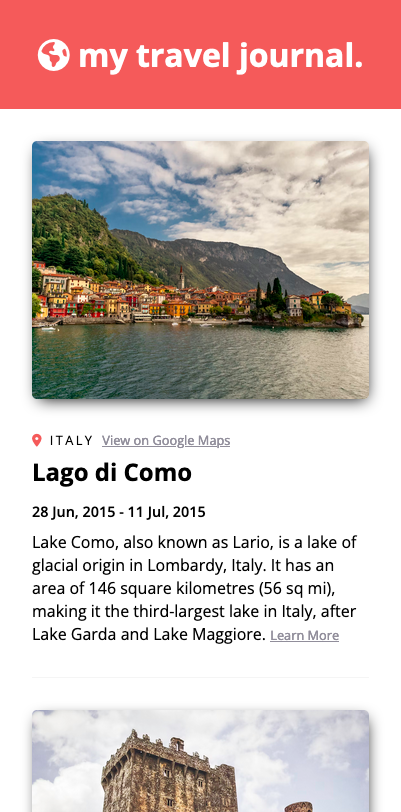 my travel journal.
ITALY View on Google Maps
Lago di Como
28 Jun, 2015 - 11 Jul, 2015
Lake Como, also known as Lario, is a lake of
glacial origin in Lombardy, Italy. It has an
area of 146 square kilometres (56 sq mi),
making it the third-largest lake in Italy, after
Lake Garda and Lake Maggiore. Learn More